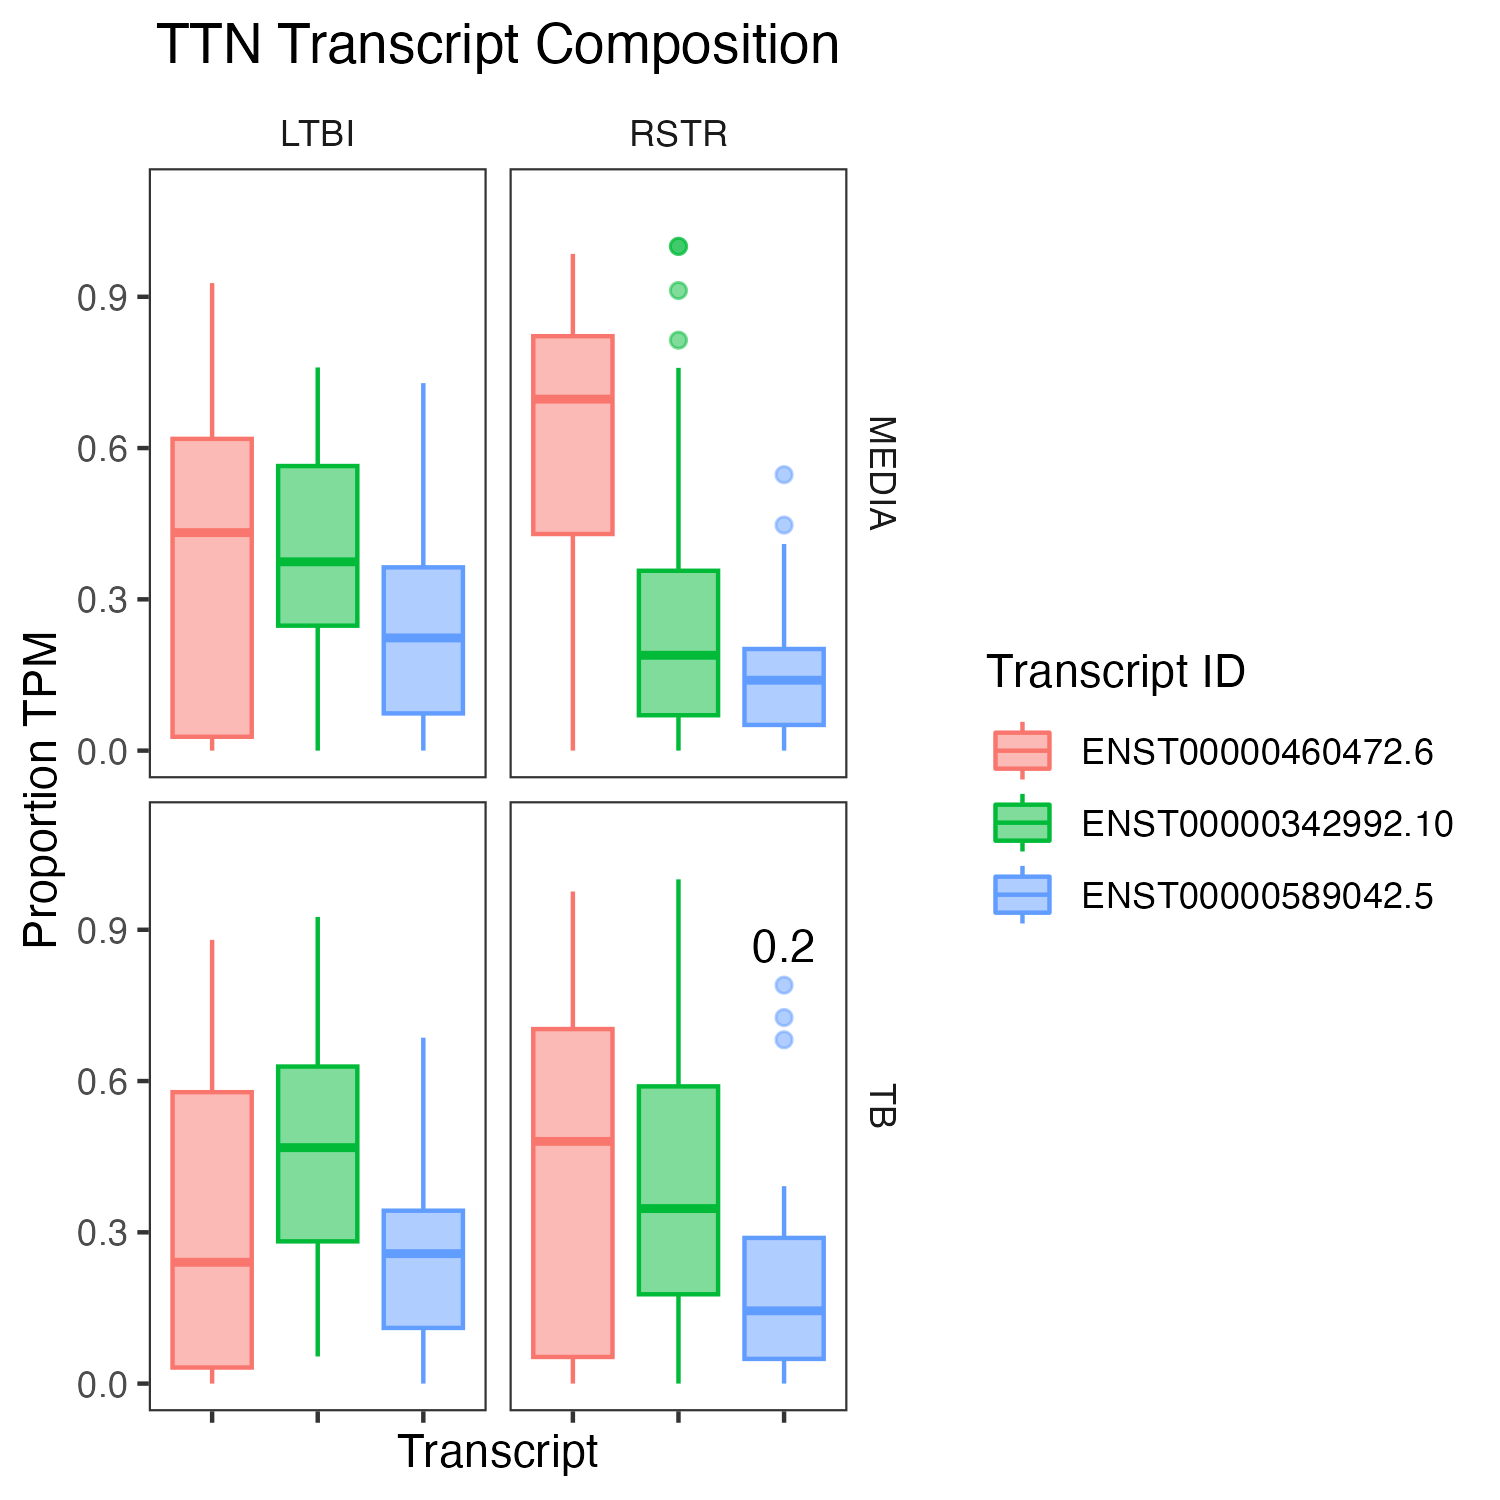 TTN Transcript Composition
LTBI
RSTR
0.9
0.6
0.3
0.0
MEDIA
0.9
0.6
0.3
0.0
0.2
TB
Proportion TPM
Transcript
Transcript ID
ENST00000460472.6
ENST00000342992.10
ENST00000589042.5